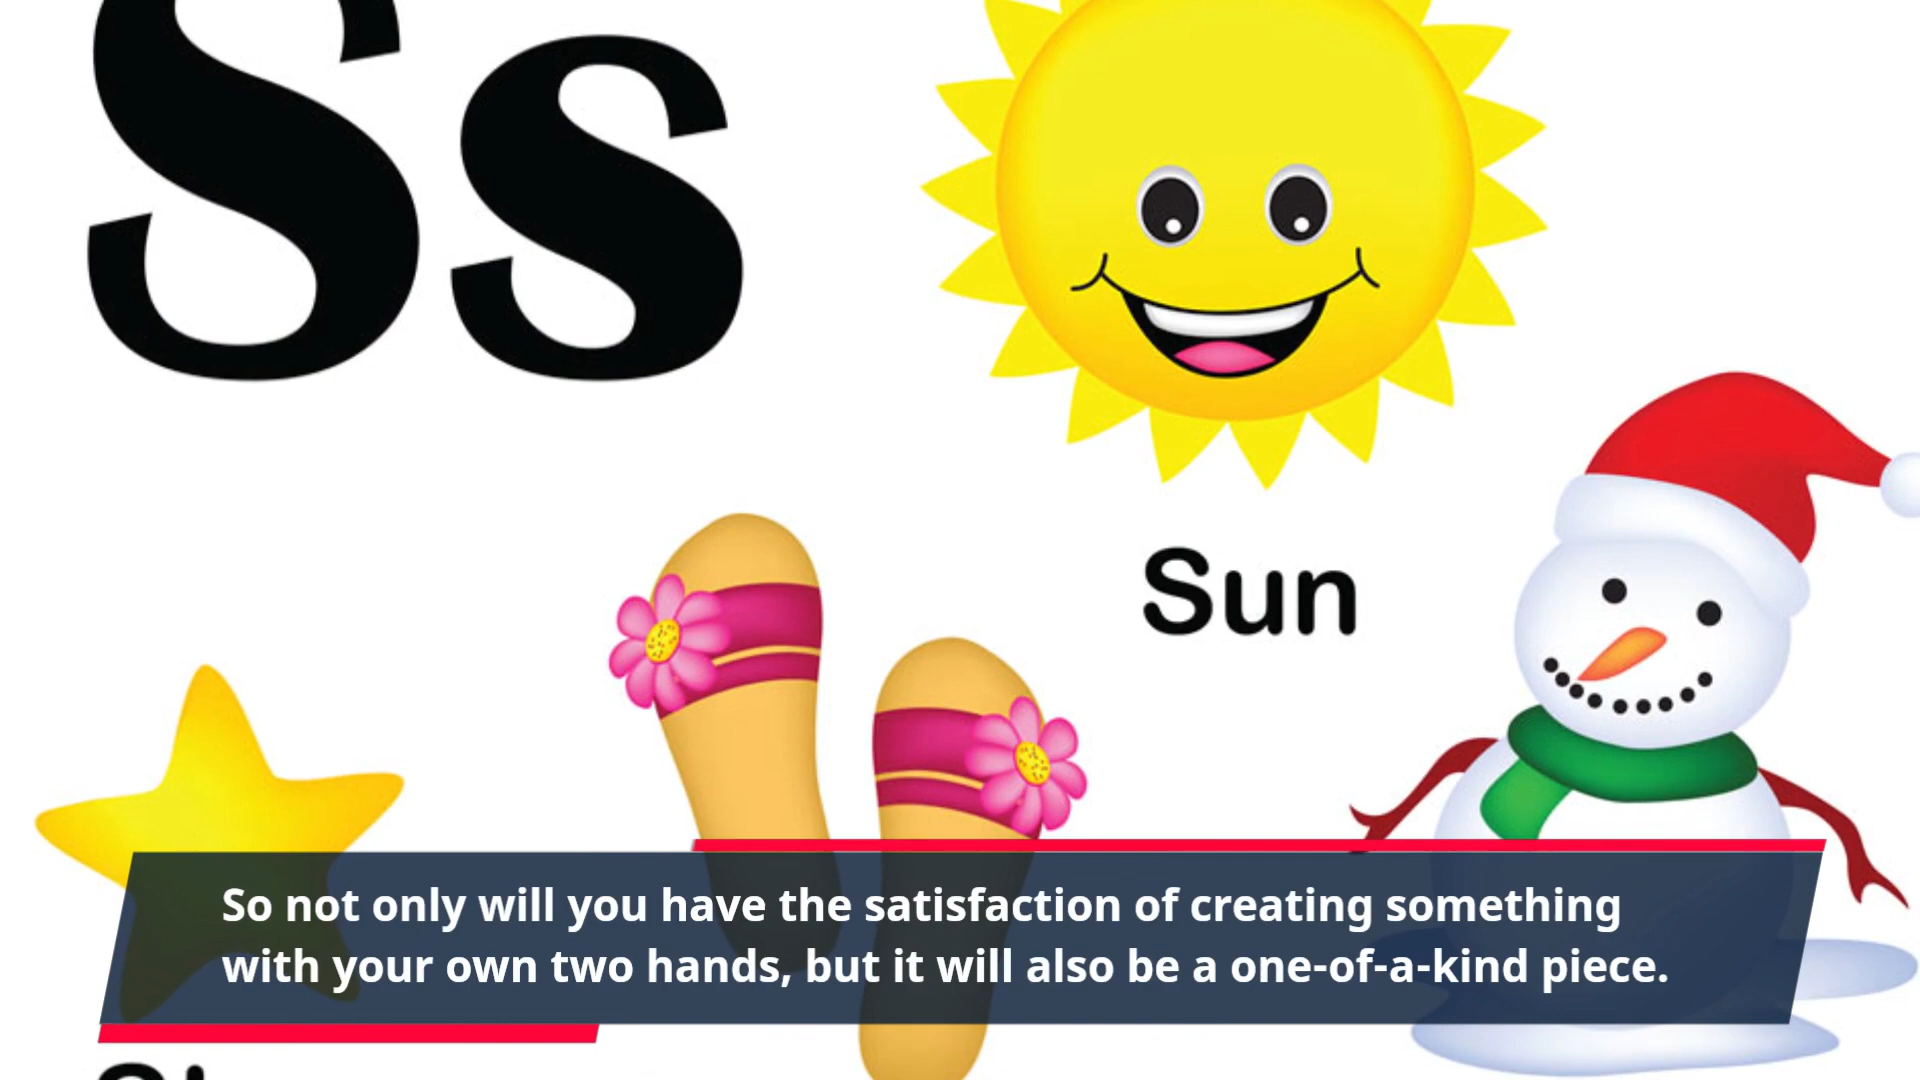 Ss
Sun
So not only will you have the satisfaction of creating something
with your own two hands, but it will also be a one-of-a-kind piece.